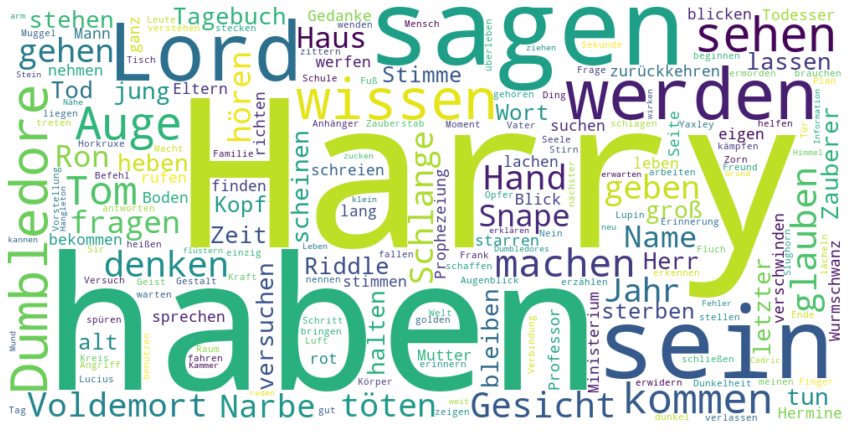 stehen Tagebuch Gedanke Lord sagen sehen
Muggel Mann Leute verstehen stecken ganz Haus blicken Todesser
arm Tisch wenden Mensch überleben Sekunde ziehen beginnen ermorden brauchen Plan
gehen nehmen werfen hören Stimme lassen
Stein Schule Fuß Frage zurückkehren
Tod jung Eltern zittern wissen gehören Ding werden
liegen treten Nähe Auge richten Anhänger Zauberstab Moment Vater Wort suchen schlagen Seite Yaxley helfen wirken eigen kämpfen Tür Information
Dumbledore Horkruxe Macht Ron heben Familie Harry Seele Stirn Zorn Freund Himmel Zauberer
Vorstellung Befehl rufen schreien zucken lachen leben arbeiten Grund
Hangleton antworten Tom Boden finden scheinen Schlange klein Hand geben erwarten nächster glauben
kannen Sir fragen Kopf lang Prophezeiung Opfer Blick groß Lupin Erinnerung
bekommen heißen flüstern Zeit Leben fallen Frank erklären starren Nein Snape Dumbledores neu Name Fluch Slughorn lächeln
denken einzig Riddle nennen schaffen Augenblick machen erzählen Herr erkennen verschwinden Wurmschwanz
Versuch Geist Gestalt Kraft stimmen haben Welt Jahr Fehler Ende
spüren warten versuchen Schritt bringen golden bleiben Verbindung sterben stellen letzter
Mund alt sprechen Luft halten erinnern Professor Ministerium sein Cedric
Kreis Angriff benutzen Raum fahren Kammer rot Mutter schließen tun
Lucius reden Körper erwidern Dunkelheit meinen Finger
Tag Voldemort Narbe gut töten weit zeigen Gesicht dunkel kommen verlassen Hermine